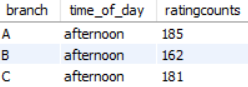 branch time_of_day ratingcounts
A afternoon 185
B afternoon 162
C afternoon 181